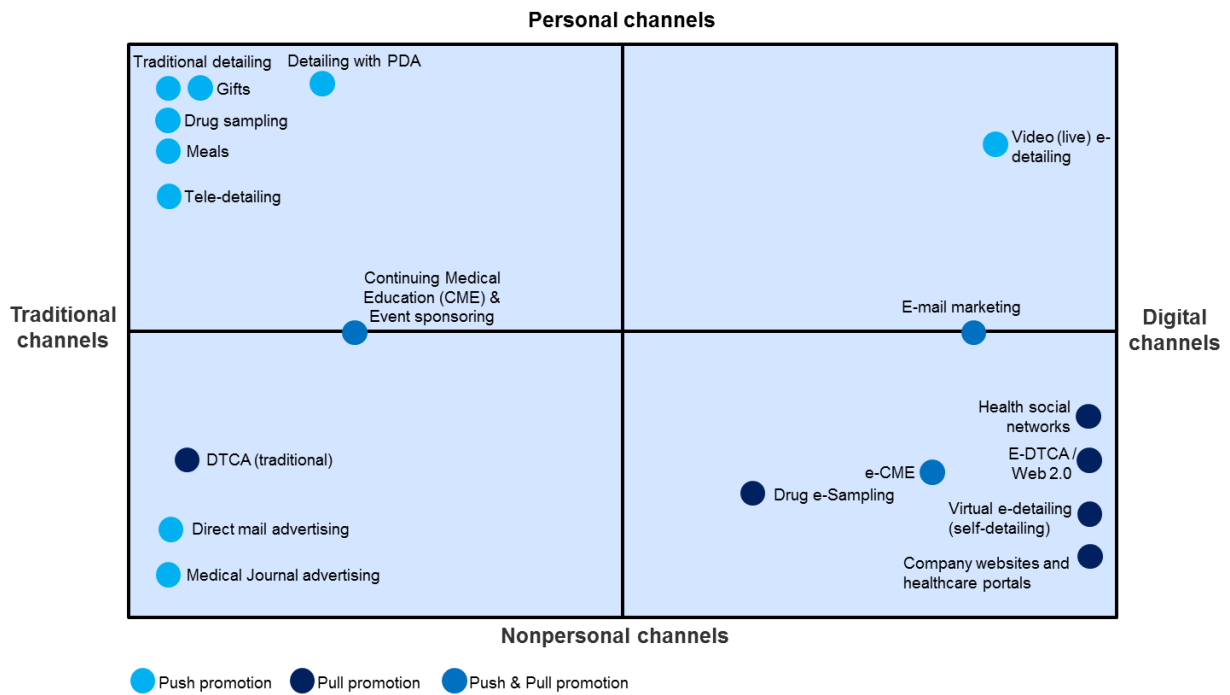 Personal channels
Traditional detailing
Detailing with PDA
Gifts
Drug sampling
Meals
Tele-detailing
Video (live) e-
detailing
Continuing Medical
Education (CME) &
Event sponsoring
E-mail marketing
Traditional
channels
Digital
channels
Health social
networks
DTCA (traditional)
E-DTCA /
Web 2.0
e-CME
Drug e-Sampling
Virtual e-detailing
(self-detailing)
Direct mail advertising
Medical Journal advertising
Company websites and
healthcare portals
Nonpersonal channels
Push promotion
Pull promotion
Push & Pull promotion